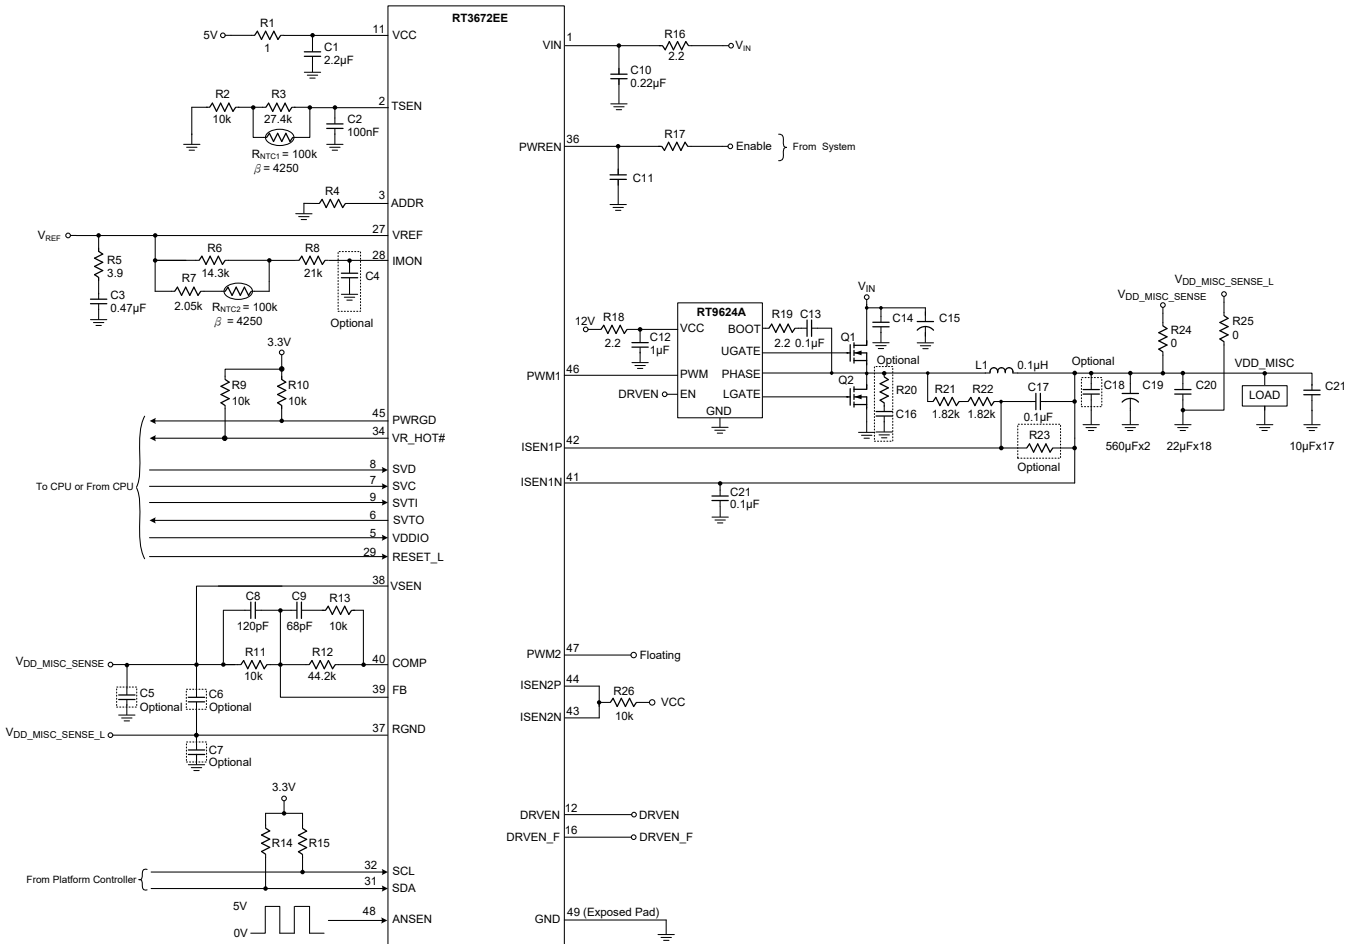 RT3672EE
5V
R1
1
C1
2.2µF
11
VCC
R2
10k
R3
27.4k
RNTC1 = 100k
β = 4250
C2
100nF
2
TSEN
R4
3
ADDR
VREF
27
VREF
R5
3.9
C3
0.47µF
R6
14.3k
R7
2.05k
RNTC2 = 100k
β = 4250
R8
21k
C4
Optional
28
IMON
3.3V
R9
10k
R10
10k
45
PWRGD
34
VR_HOT#
To CPU or From CPU
8
SVD
7
SVC
9
SVTI
6
SVTO
5
VDDIO
29
RESET_L
38
VSEN
C8
120pF
C9
68pF
R13
10k
VDD_MISC_SENSE
R11
10k
R12
44.2k
40
COMP
39
FB
C5
Optional
C6
Optional
VDD_MISC_SENSE_L
37
RGND
C7
Optional
3.3V
R14
R15
From Platform Controller
32
SCL
31
SDA
5V
0V
48
ANSEN
VIN
1
R16
2.2
VIN
C10
0.22µF
PWREN
36
R17
Enable
From System
C11
PWM1
46
12V
R18
2.2
C12
1µF
DRVEN
RT9624A
VCC
BOOT
UGATE
PWM
PHASE
EN
LGATE
GND
R19
2.2
C13
0.1µF
VIN
C14
C15
Q1
Q2
Optional
R20
C16
L1
0.1µH
R21
1.82k
R22
1.82k
C17
0.1µF
R23
Optional
Optional
C18
C19
560µFx2
C20
22µFx18
VDD_MISC_SENSE
R24
0
VDD_MISC_SENSE_L
R25
0
VDD_MISC
LOAD
C21
10µFx17
ISEN1P
42
ISEN1N
41
C21
0.1µF
PWM2
47
Floating
ISEN2P
44
ISEN2N
43
R26
10k
VCC
DRVEN
12
DRVEN
DRVEN_F
16
DRVEN_F
GND
49 (Exposed Pad)